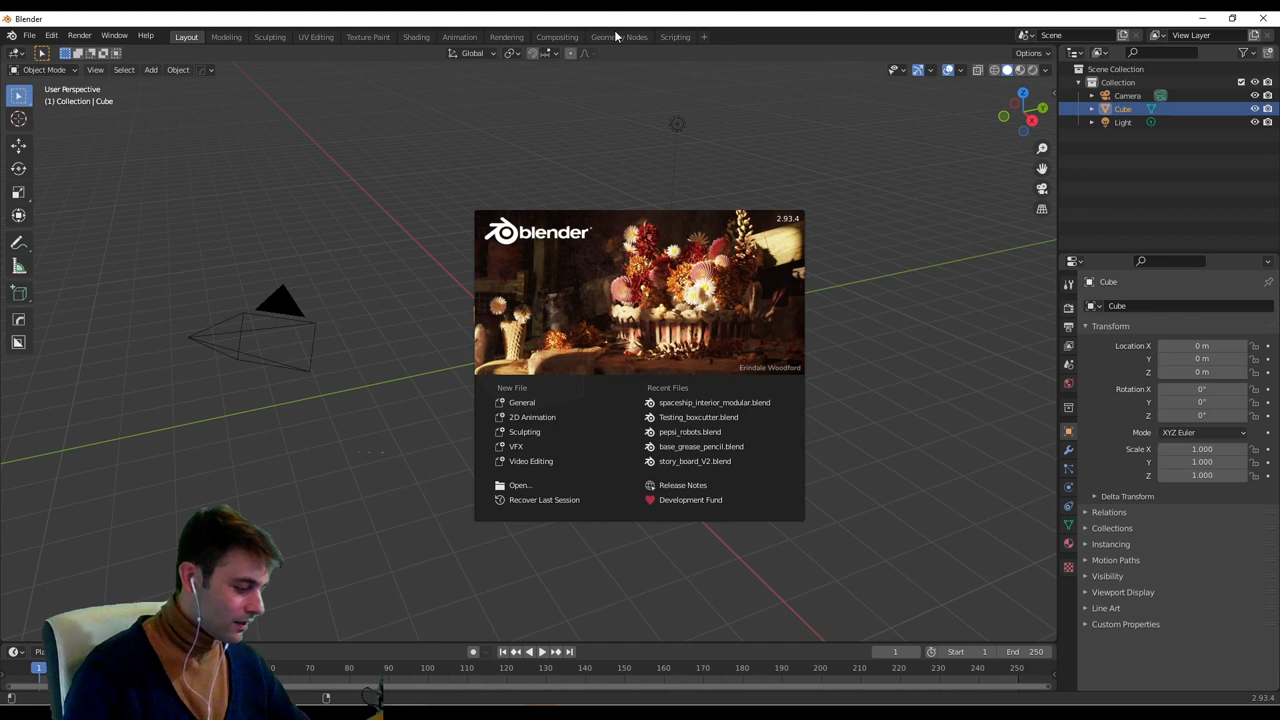 Blender
File Edit Render Window Help Layout Modeling Sculpting UV Editing Texture Paint Shading Animation Rendering Compositing Scripting + Scene View Layer
Global Options
Object Mode View Select Add Object
User Perspective
(1) Collection | Cube
Z
Y
X
Scene Collection
Collection
Camera
Cube
Light
blender
2.93.4
Erindale Woodford
New File
General
2D Animation
Sculpting
VFX
Video Editing
Open...
Recover Last Session
Recent Files
spaceship_interior_modular.blend
Testing_boxcutter.blend
pepsi_robots.blend
base_grease_pencil.blend
story_board_V2.blend
Release Notes
Development Fund
Cube
Cube
Transform
Location X 0 m
Y 0 m
Z 0 m
Rotation X 0°
Y 0°
Z 0°
Mode XYZ Euler
Scale X 1.000
Y 1.000
Z 1.000
Delta Transform
Relations
Collections
Instancing
Motion Paths
Visibility
Viewport Display
Line Art
Custom Properties
1 Start 1 End 250
1 70 80 90 100 110 120 130 140 150 160 170 180 190 200 210 220 230 240 250
2.93.4